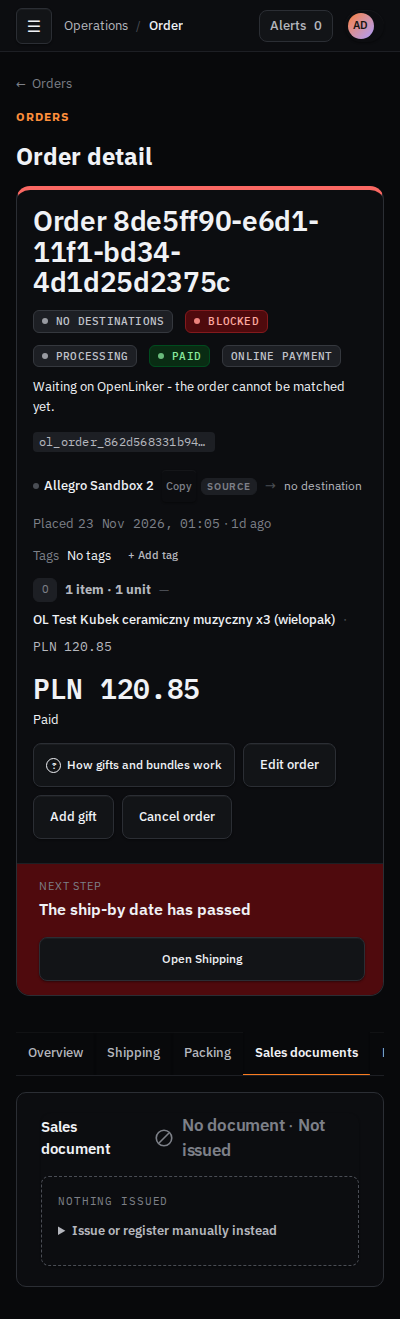 ☰ Operations / Order Alerts 0 AD
← Orders
ORDERS
Order detail
Order 8de5ff90-e6d1-
11f1-bd34-
4d1d25d2375c
NO DESTINATIONS BLOCKED
PROCESSING PAID ONLINE PAYMENT
Waiting on OpenLinker - the order cannot be matched
yet.
ol_order_862d568331b94…
Allegro Sandbox 2 Copy SOURCE → no destination
Placed 23 Nov 2026, 01:05 · 1d ago
Tags No tags + Add tag
0 1 item · 1 unit —
OL Test Kubek ceramiczny muzyczny x3 (wielopak) ·
PLN 120.85
PLN 120.85
Paid
How gifts and bundles work Edit order
Add gift Cancel order
NEXT STEP
The ship-by date has passed
Open Shipping
Overview Shipping Packing Sales documents
Sales
document
No document · Not
issued
NOTHING ISSUED
▶ Issue or register manually instead